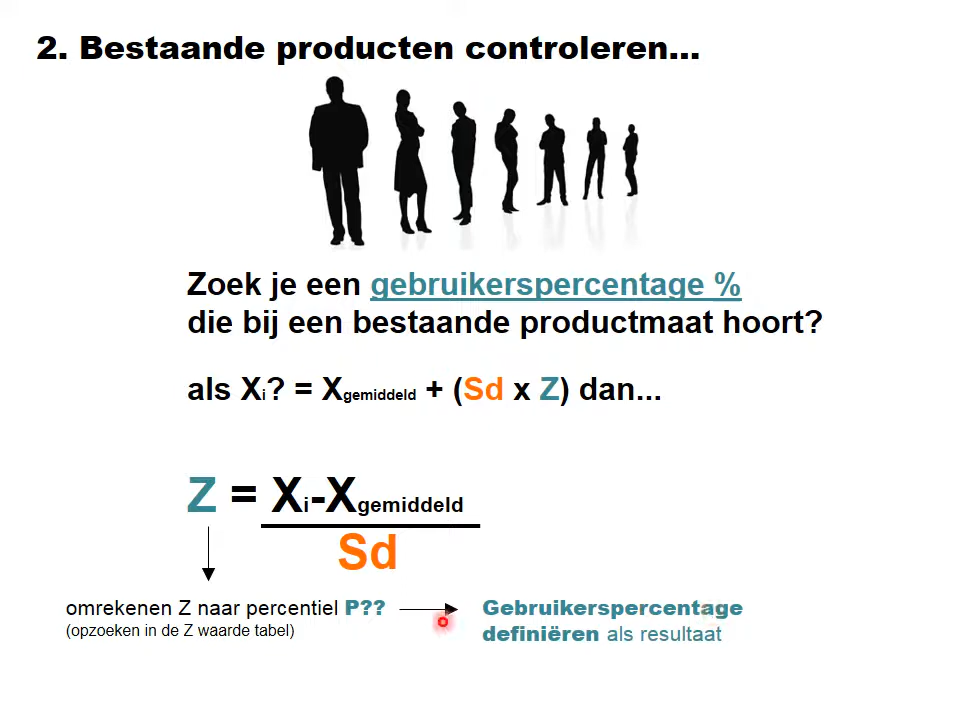 2. Bestaande producten controleren...
Zoek je een gebruikerspercentage %
die bij een bestaande productmaat hoort?
als Xi? = Xgemiddeld + (Sd x Z) dan...
Z = Xi-Xgemiddeld
Sd
omrekenen Z naar percentiel P??
(opzoeken in de Z waarde tabel)
Gebruikerspercentage
definiëren als resultaat